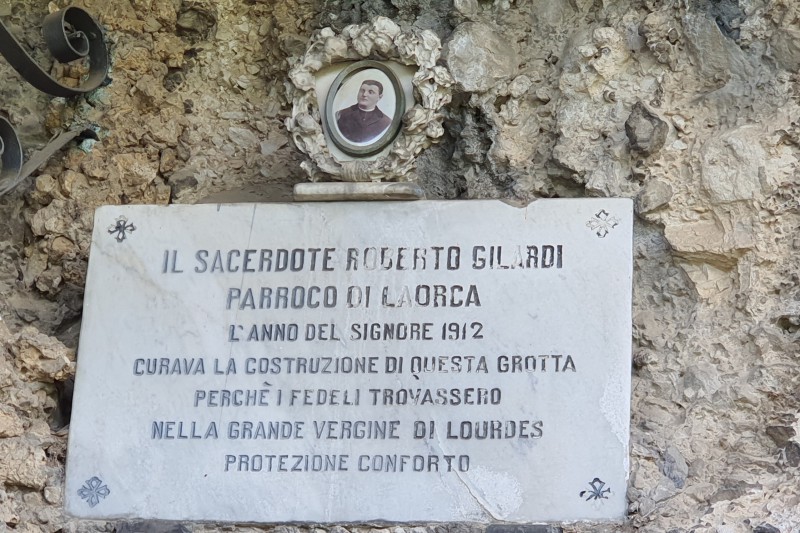 IL SACERDOTE ROBERTO GILARDI
PARROCO DI LAORCA
L'ANNO DEL SIGNORE 1912
CURAVA LA COSTRUZIONE DI QUESTA GROTTA
PERCHÈ I FEDELI TROVASSERO
NELLA GRANDE VERGINE DI LOURDES
PROTEZIONE CONFORTO